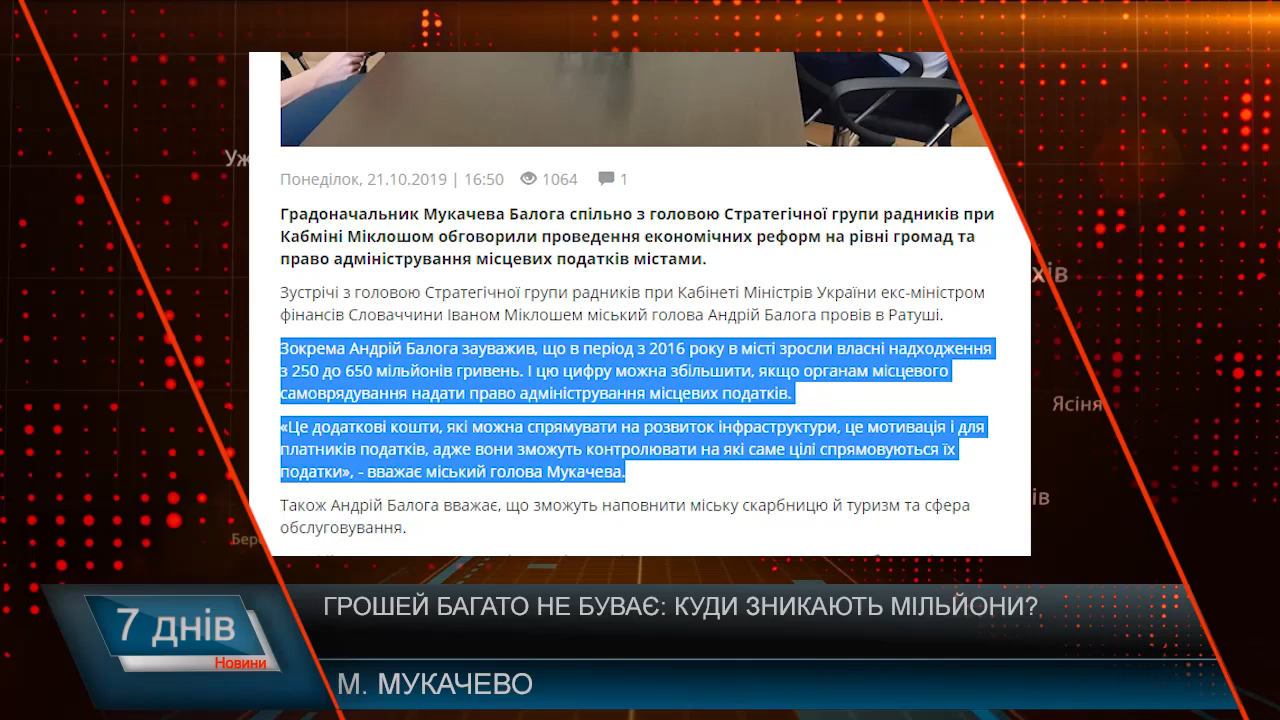 Уж
Понеділок, 21.10.2019 | 16:50 1064 1
Градоначальник Мукачева Балога спільно з головою Стратегічної групи радників при
Кабміні Міклошом обговорили проведення економічних реформ на рівні громад та
право адміністрування місцевих податків містами.
хів
Зустрічі з головою Стратегічної групи радників при Кабінеті Міністрів України екс-міністром
фінансів Словаччини Іваном Міклошем міський голова Андрій Балога провів в Ратуші.
Зокрема Андрій Балога зауважив, що в період з 2016 року в місті зросли власні надходження
з 250 до 650 мільйонів гривень. І цю цифру можна збільшити, якщо органам місцевого
самоврядування надати право адміністрування місцевих податків.
Ясіня
«Це додаткові кошти, які можна спрямувати на розвиток інфраструктури, це мотивація і для
платників податків, адже вони зможуть контролювати на які саме цілі спрямовуються їх
податки», - вважає міський голова Мукачева.
ів
Також Андрій Балога вважає, що зможуть наповнити міську скарбницю й туризм та сфера
обслуговування.
Бере
7 днів
Новини
ГРОШЕЙ БАГАТО НЕ БУВАЄ: КУДИ ЗНИКАЮТЬ МІЛЬЙОНИ?
М. МУКАЧЕВО